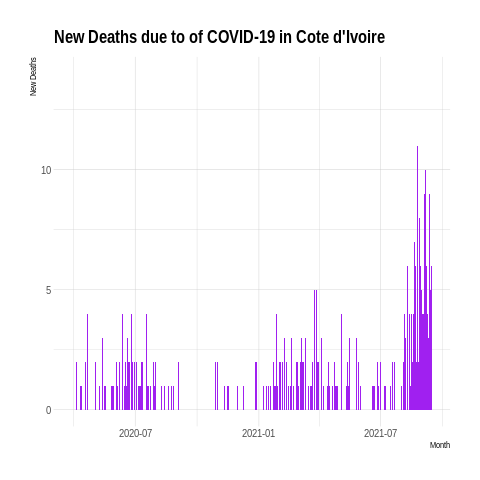 New Deaths due to of COVID-19 in Cote d'Ivoire
New Deaths
10
5
0
2020-07
2021-01
2021-07
Month